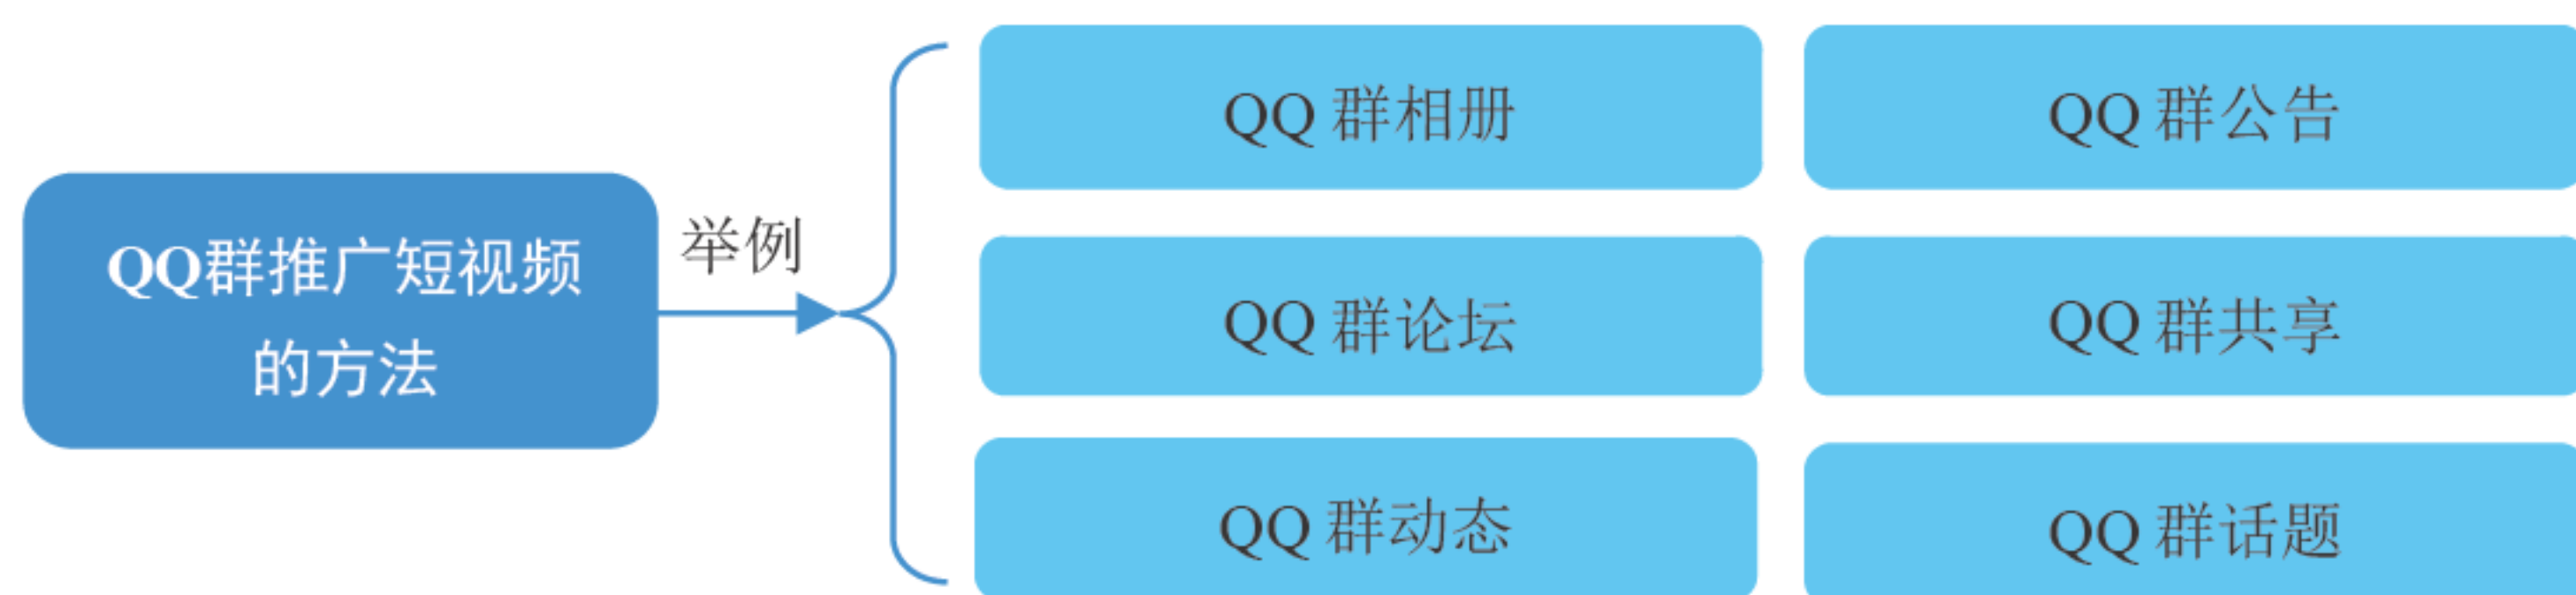 QQ群推广短视频
的方法
举例
QQ 群相册
QQ 群公告
QQ 群论坛
QQ 群共享
QQ 群动态
QQ 群话题